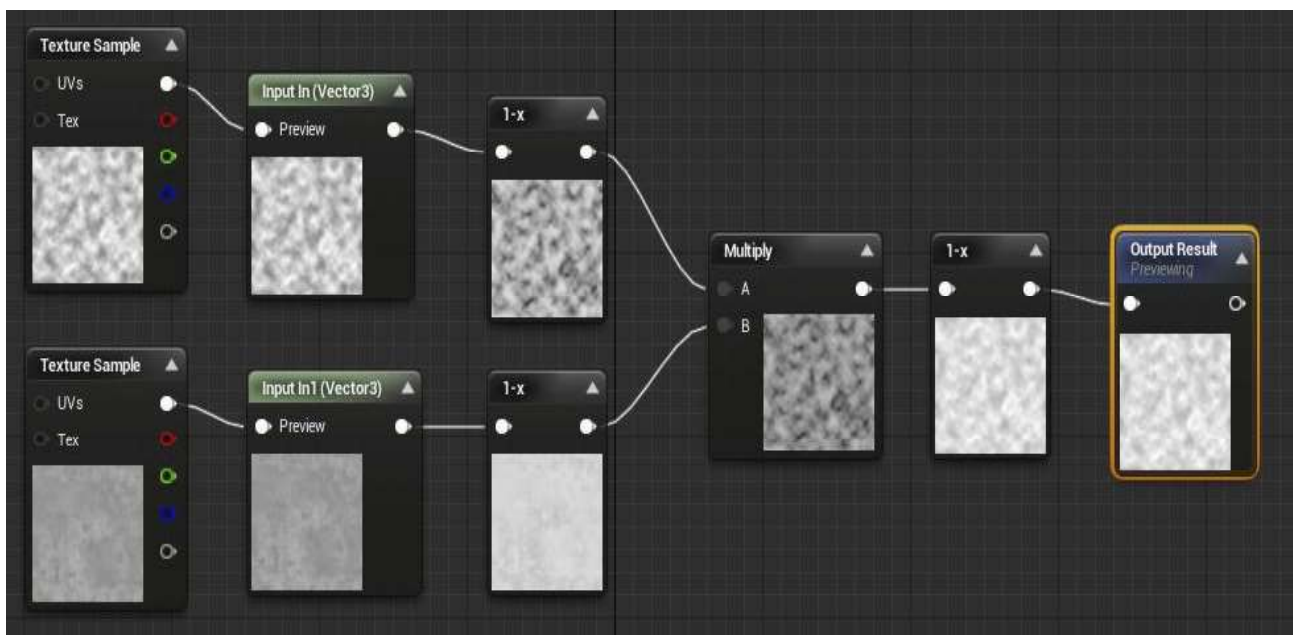 Texture Sample
UVs
Tex
Input In (Vector3)
Preview
1-x
Texture Sample
UVs
Tex
Input In1 (Vector3)
Preview
1-x
Multiply
A
B
1-x
Output Result
Previewing